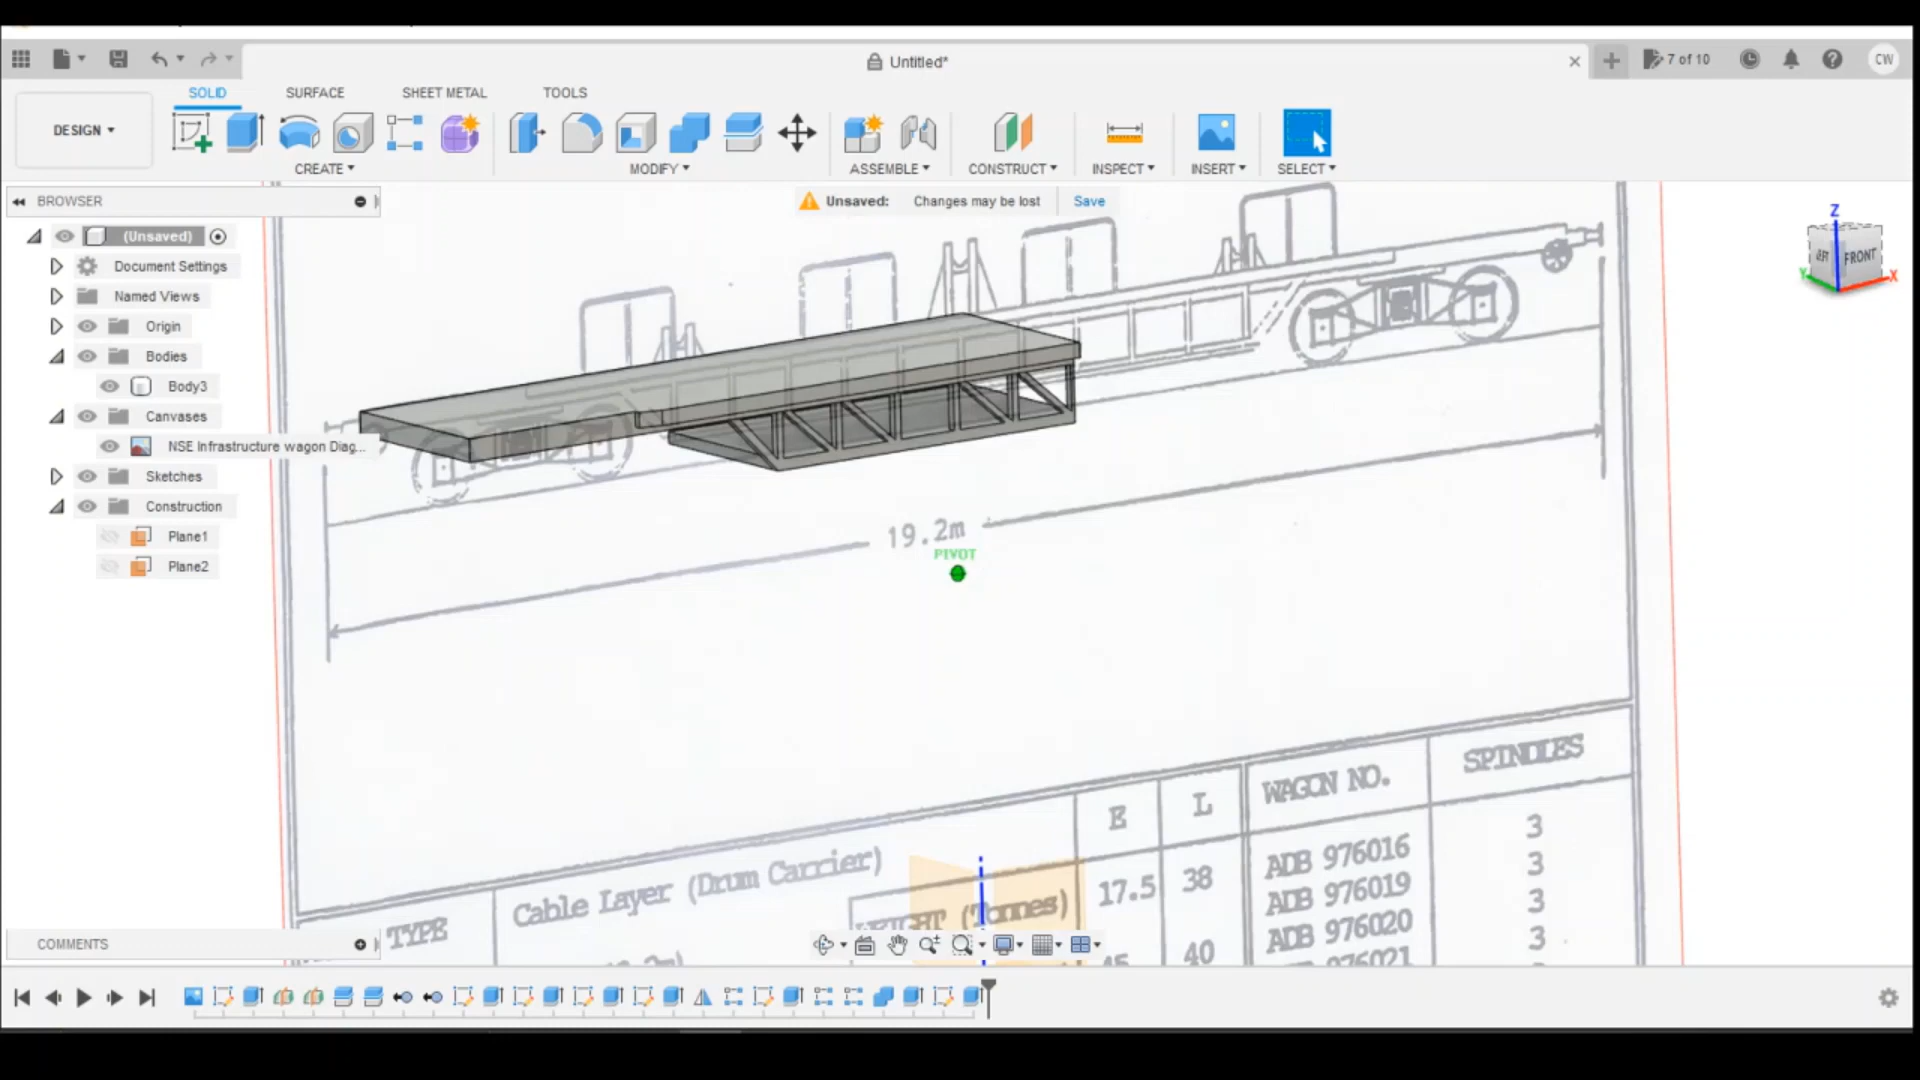 Untitled*
7 of 10
CW
DESIGN
SOLID
SURFACE
SHEET METAL
TOOLS
CREATE
MODIFY
ASSEMBLE
CONSTRUCT
INSPECT
INSERT
SELECT
BROWSER
Unsaved: Changes may be lost Save
(Unsaved)
Document Settings
Named Views
Origin
Bodies
Body3
Canvases
NSE Infrastructure wagon Diag...
Sketches
Construction
Plane1
Plane2
Z
FRONT
Y
X
19.2m
PIVOT
E L WAGON NO. SPINDLES
TYPE Cable Layer (Drum Carrier)
(Tonnes)
17.5 38
40
ADB 976016 3
ADB 976019 3
ADB 976020 3
976021 3
COMMENTS